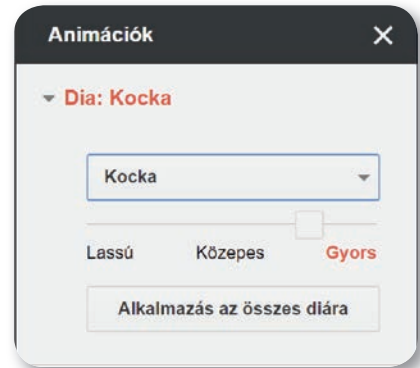 Animációk
Dia: Kocka
Kocka
Lassú Közepes Gyors
Alkalmazás az összes diára